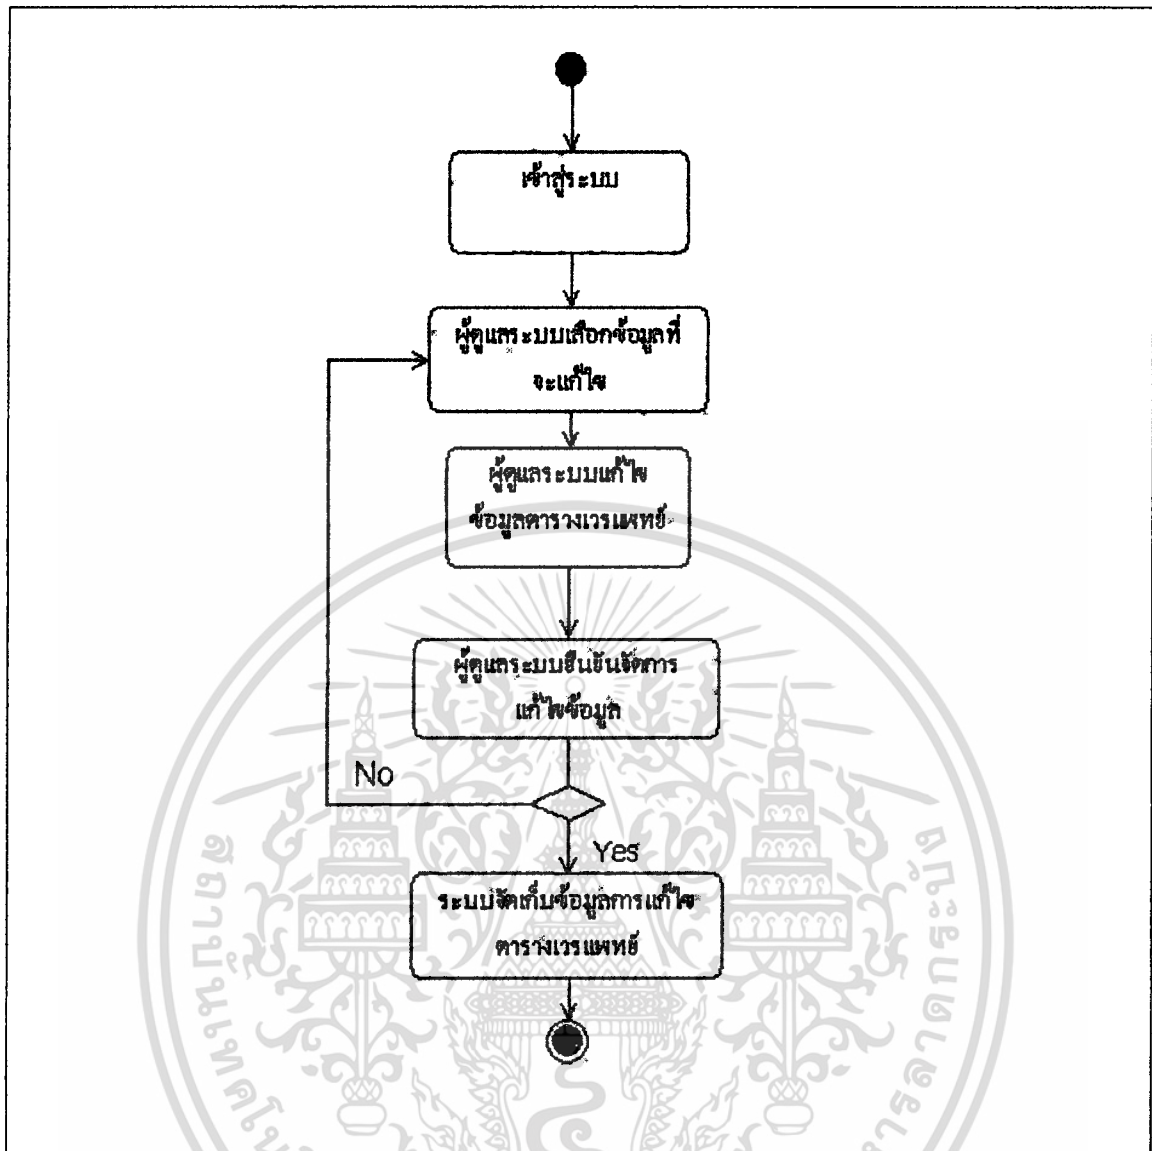 เข้าสู่ระบบ
ผู้ดูแลระบบเลือกข้อมูลที่
จะแก้ไข
ผู้ดูแลระบบแก้ไข
ข้อมูลตารางเวรแพทย์
ผู้ดูแลระบบยืนยันจัดการ
แก้ไขข้อมูล
No
Yes
ระบบจัดเก็บข้อมูลการแก้ไข
ตารางเวรแพทย์